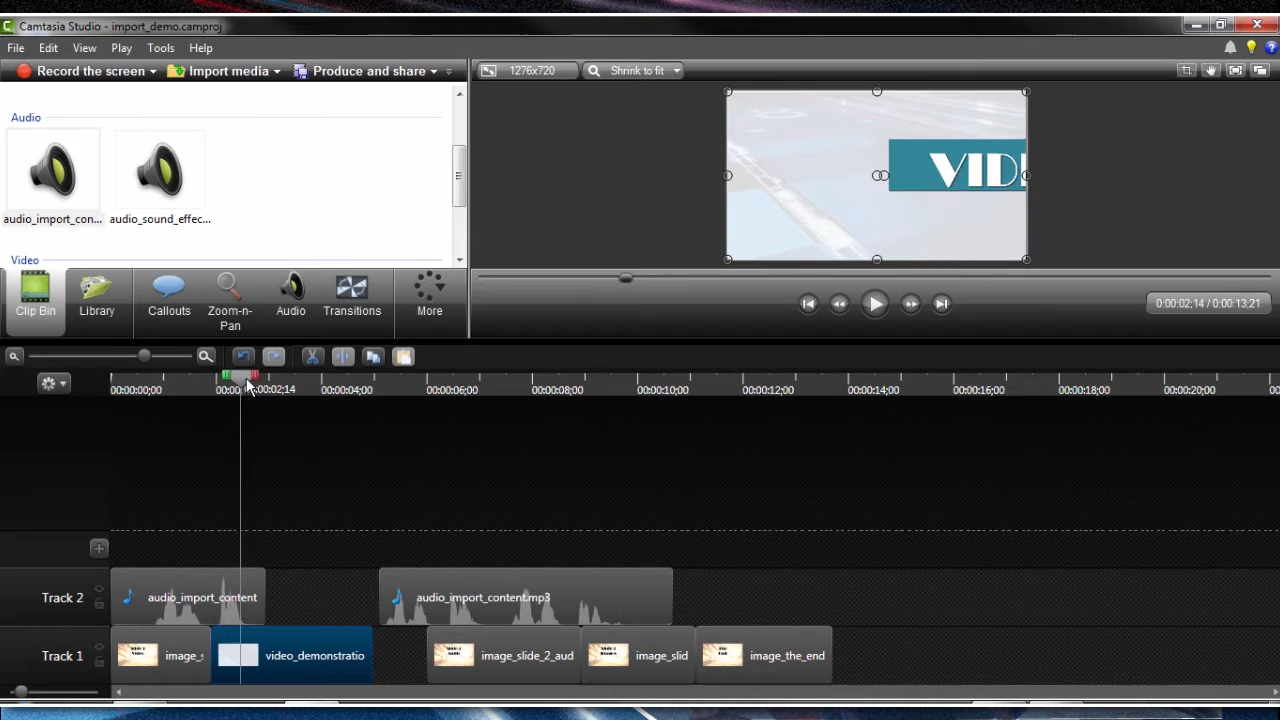 Camtasia Studio - import_demo.camproj
File Edit View Play Tools Help
Record the screen Import media Produce and share
1276x720 Shrink to fit
Audio
audio_import_con... audio_sound_effec...
Video
VID
Clip Bin Library Callouts Zoom-n-Pan Audio Transitions More
0:00:02;14 / 0:00:13,21
00:00:00;00 00:00: 00:00:02;14 00:00:04;00 00:00:06;00 00:00:08;00 00:00:10;00 00:00:12;00 00:00:14;00 00:00:16;00 00:00:18;00 00:00:20;00 00
Track 2 audio_import_content audio_import_content.mp3
Track 1 image_s video_demonstratio image_slide_2_aud image_slid image_the_end